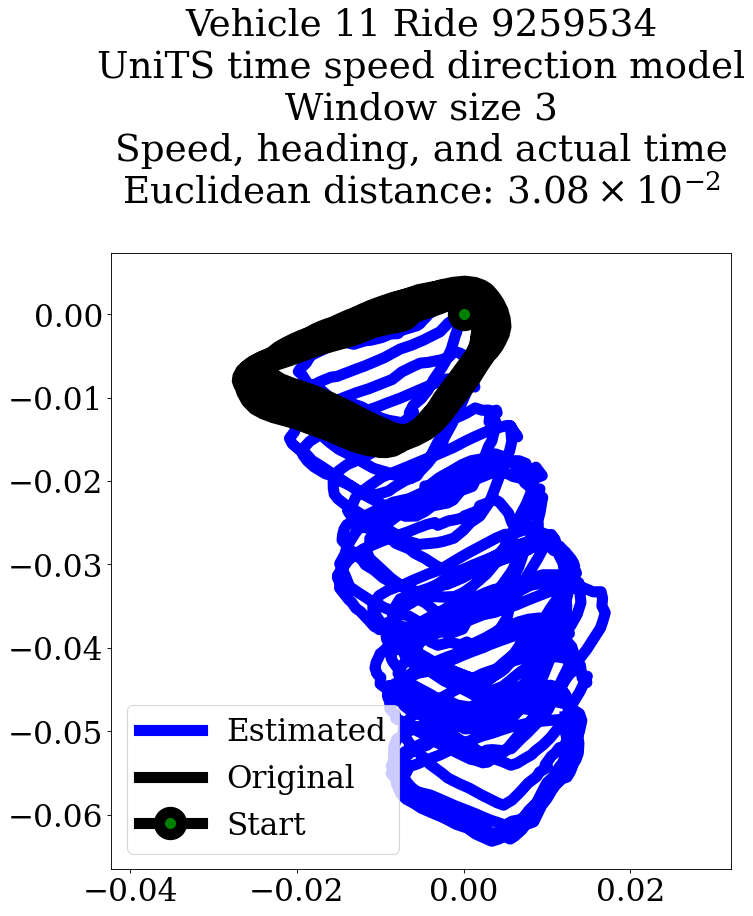 Vehicle 11 Ride 9259534
UniTS time speed direction model
Window size 3
Speed, heading, and actual time
Euclidean distance: 3.08 × 10⁻²
0.00
−0.01
−0.02
−0.03
−0.04
−0.05
−0.06
Estimated
Original
Start
−0.04
−0.02
0.00
0.02